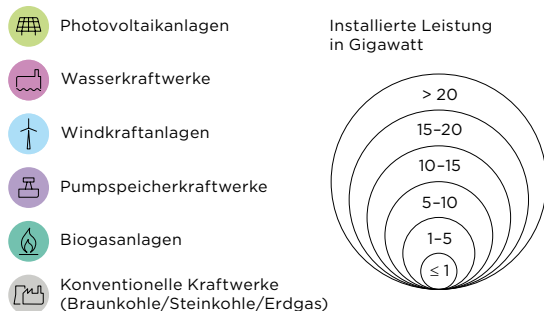 Photovoltaikanlagen
Wasserkraftwerke
Windkraftanlagen
Pumpspeicherkraftwerke
Biogasanlagen
Konventionelle Kraftwerke
(Braunkohle/Steinkohle/Erdgas)
Installierte Leistung
in Gigawatt
> 20
15–20
10–15
5–10
1–5
≤ 1